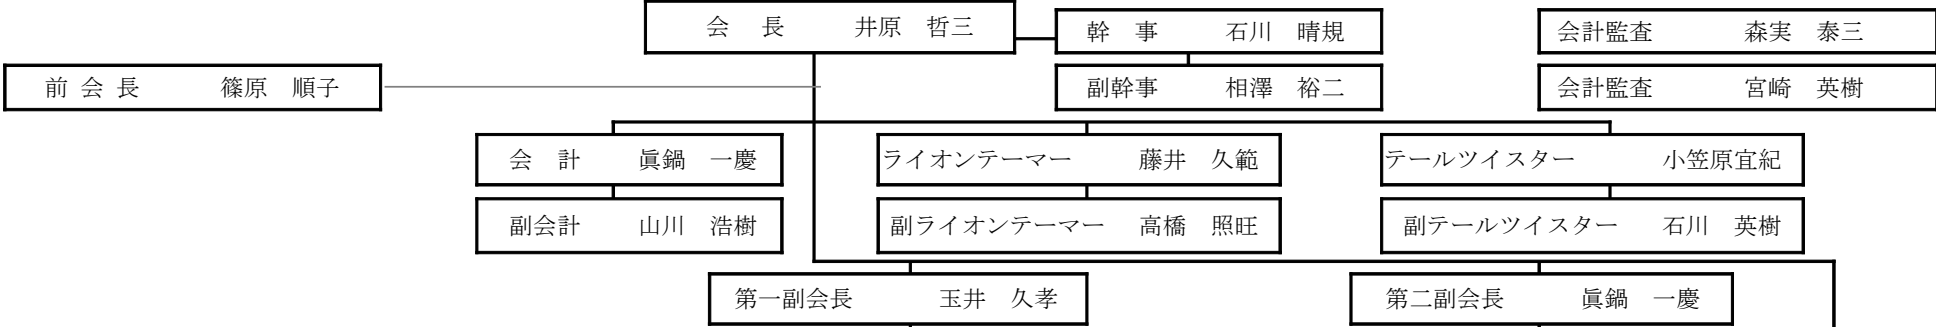 会　長　　井原　哲三
幹　事　　石川　晴規
会計監査　　森実　泰三
前 会 長　　篠原　順子
副幹事　　相澤　裕二
会計監査　　宮崎　英樹
会　計　　眞鍋　一慶
ライオンテーマー　　藤井　久範
テールツイスター　　小笠原宜紀
副会計　　山川　浩樹
副ライオンテーマー　高橋　照旺
副テールツイスター　石川　英樹
第一副会長　　玉井　久孝
第二副会長　　眞鍋　一慶